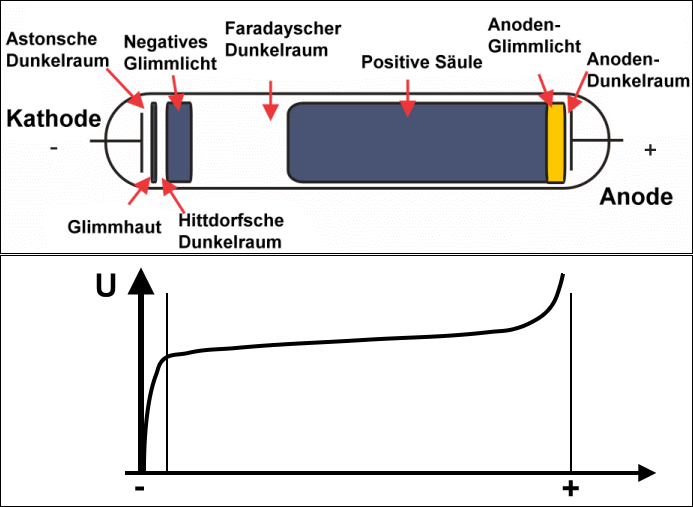 Astonsche
Dunkelraum
Negatives
Glimmlicht
Faradayscher
Dunkelraum
Positive Säule
Anoden-
Glimmlicht
Anoden-
Dunkelraum
Kathode
-
+
Anode
Glimmhaut
Hittdorfsche
Dunkelraum
U
-
+